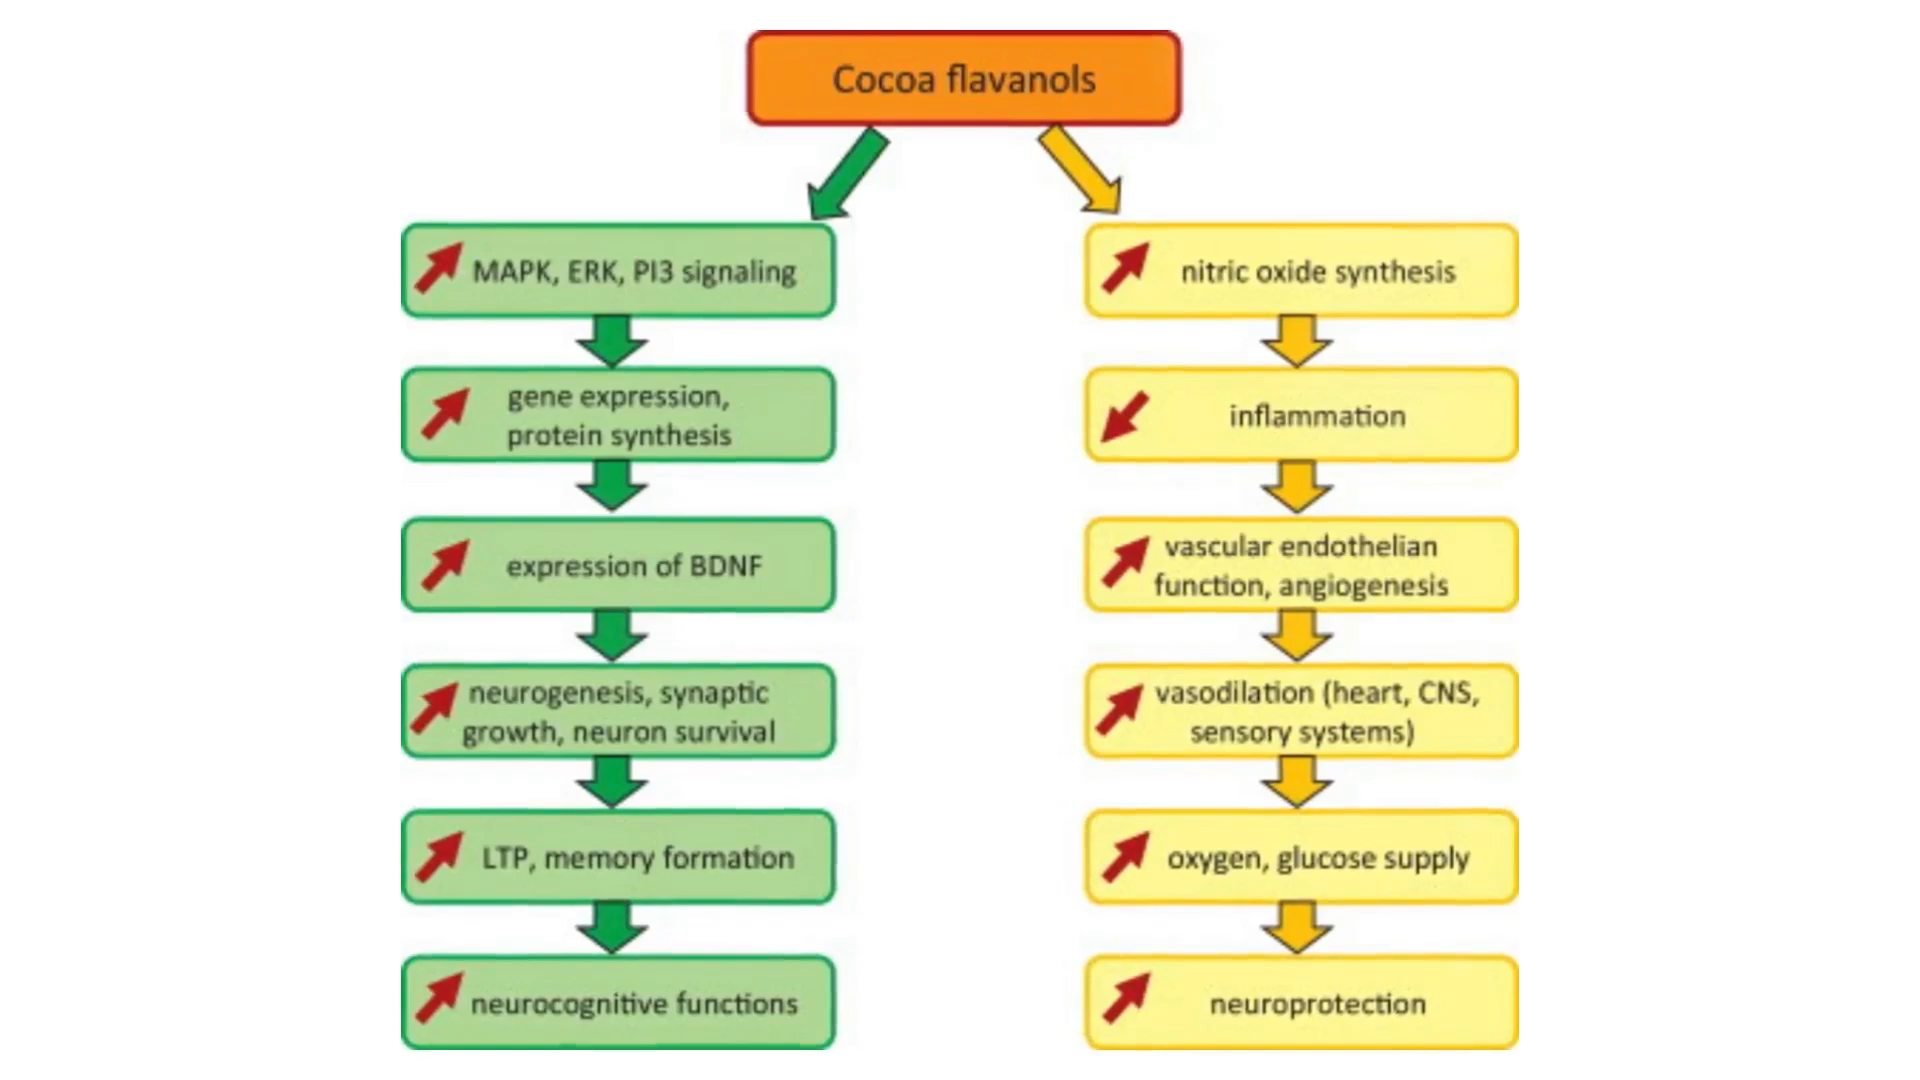 Cocoa flavanols
MAPK, ERK, PI3 signaling
gene expression,
protein synthesis
expression of BDNF
neurogenesis, synaptic
growth, neuron survival
LTP, memory formation
neurocognitive functions
nitric oxide synthesis
inflammation
vascular endothelian
function, angiogenesis
vasodilation (heart, CNS,
sensory systems)
oxygen, glucose supply
neuroprotection